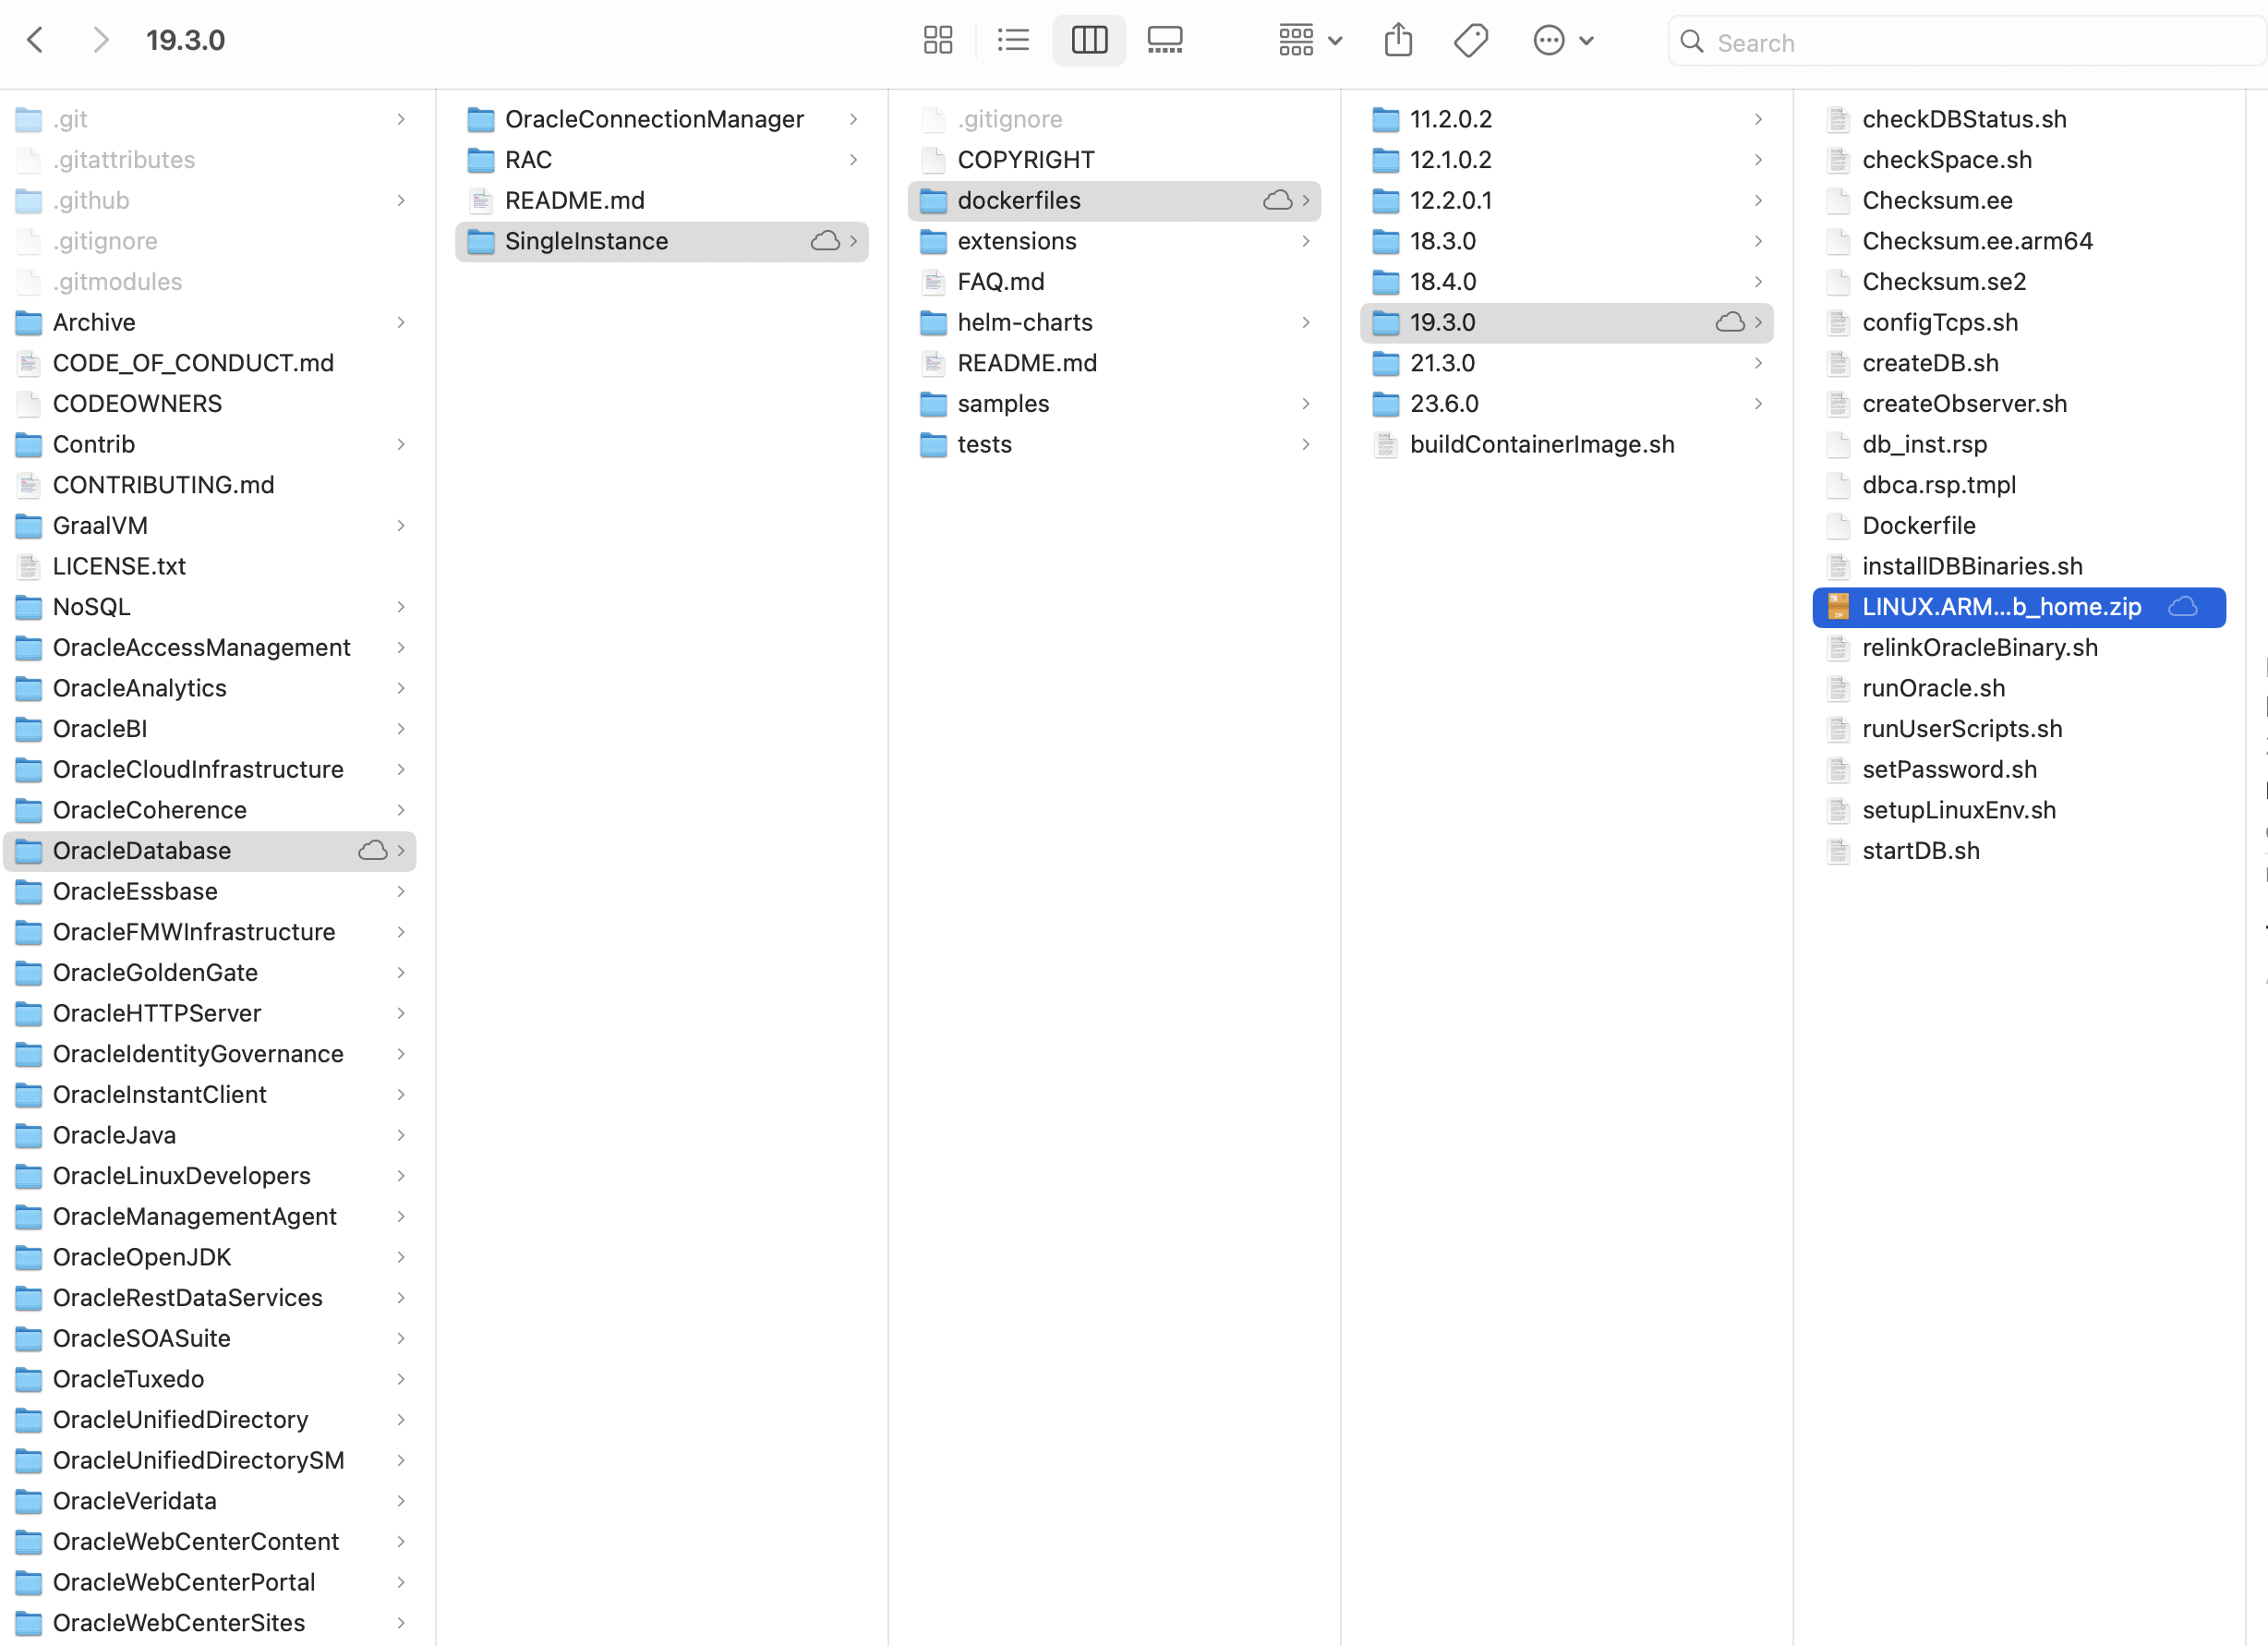 19.3.0
Search
.git
.gitattributes
.github
.gitignore
.gitmodules
Archive
CODE_OF_CONDUCT.md
CODEOWNERS
Contrib
CONTRIBUTING.md
GraalVM
LICENSE.txt
NoSQL
OracleAccessManagement
OracleAnalytics
OracleBI
OracleCloudInfrastructure
OracleCoherence
OracleDatabase
OracleEssbase
OracleFMWInfrastructure
OracleGoldenGate
OracleHTTPServer
OracleIdentityGovernance
OracleInstantClient
OracleJava
OracleLinuxDevelopers
OracleManagementAgent
OracleOpenJDK
OracleRestDataServices
OracleSOASuite
OracleTuxedo
OracleUnifiedDirectory
OracleUnifiedDirectorySM
OracleVeridata
OracleWebCenterContent
OracleWebCenterPortal
OracleWebCenterSites
OracleConnectionManager
RAC
README.md
SingleInstance
.gitignore
COPYRIGHT
dockerfiles
extensions
FAQ.md
helm-charts
README.md
samples
tests
11.2.0.2
12.1.0.2
12.2.0.1
18.3.0
18.4.0
19.3.0
21.3.0
23.6.0
buildContainerImage.sh
checkDBStatus.sh
checkSpace.sh
Checksum.ee
Checksum.ee.arm64
Checksum.se2
configTcps.sh
createDB.sh
createObserver.sh
db_inst.rsp
dbca.rsp.tmpl
Dockerfile
installDBBinaries.sh
LINUX.ARM...b_home.zip
relinkOracleBinary.sh
runOracle.sh
runUserScripts.sh
setPassword.sh
setupLinuxEnv.sh
startDB.sh